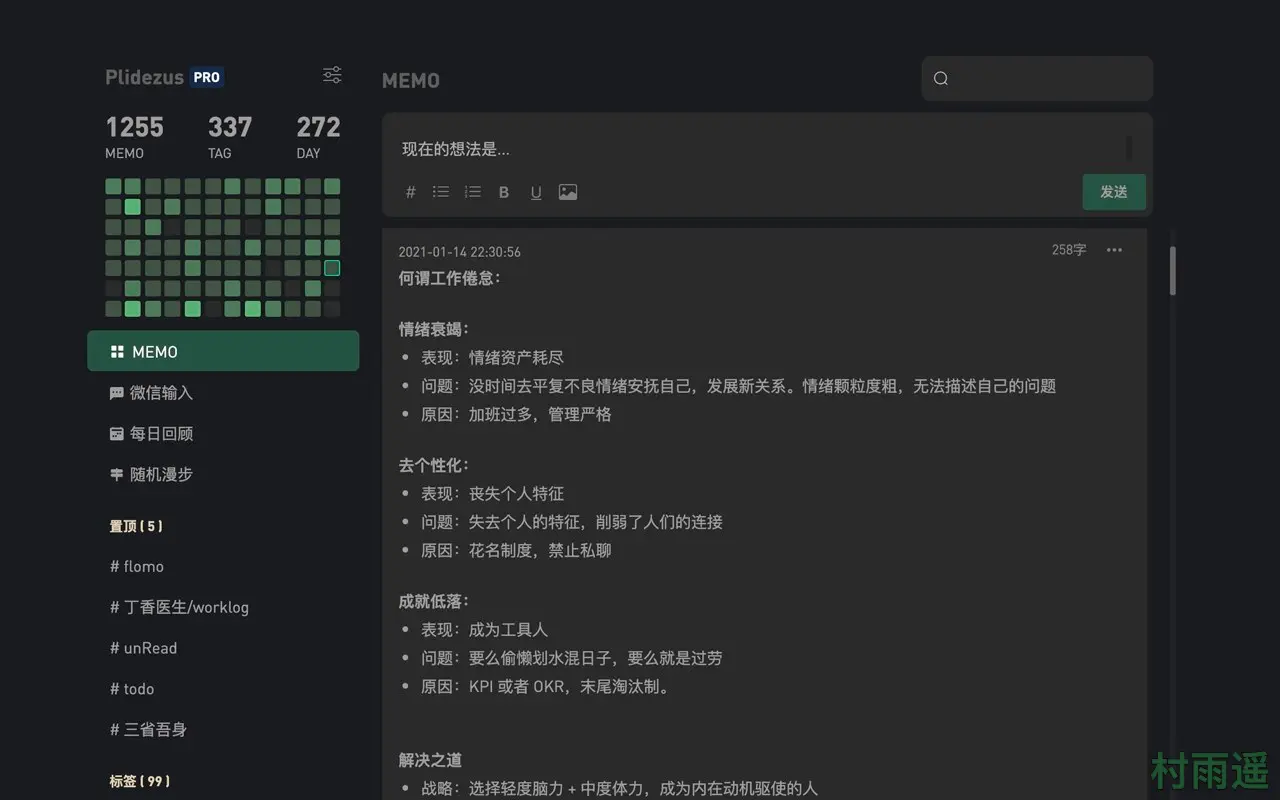 Plidezus PRO
1255 337 272
MEMO TAG DAY
MEMO
微信输入
每日回顾
随机漫步
置顶 ( 5 )
# flomo
# 丁香医生/worklog
# unRead
# todo
# 三省吾身
标签 ( 99 )
MEMO
现在的想法是...
# B U
发送
2021-01-14 22:30:56
258字
何谓工作倦怠：
情绪衰竭：
• 表现：情绪资产耗尽
• 问题：没时间去平复不良情绪安抚自己，发展新关系。情绪颗粒度粗，无法描述自己的问题
• 原因：加班过多，管理严格
去个性化：
• 表现：丧失个人特征
• 问题：失去个人的特征，削弱了人们的连接
• 原因：花名制度，禁止私聊
成就低落：
• 表现：成为工具人
• 问题：要么偷懒划水混日子，要么就是过劳
• 原因：KPI 或者 OKR，末尾淘汰制。
解决之道
• 战略：选择轻度脑力 + 中度体力，成为内在动机驱使的人
村雨遥